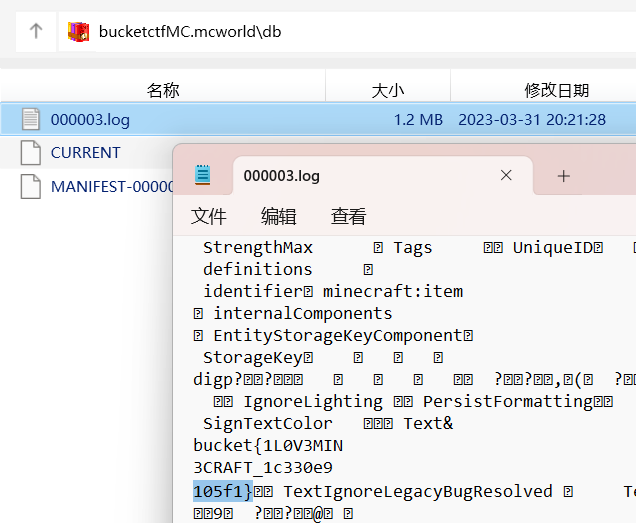 bucketctfMC.mcworld\db
名称 大小 修改日期
000003.log 1.2 MB 2023-03-31 20:21:28
CURRENT
MANIFEST-00000
000003.log
文件 编辑 查看
StrengthMax Tags UniqueID
definitions
identifier minecraft:item
internalComponents
EntityStorageKeyComponent
StorageKey
digp?
IgnoreLighting PersistFormatting
SignTextColor Text&
bucket{1L0V3MIN
3CRAFT_1c330e9
105f1} TextIgnoreLegacyBugResolved